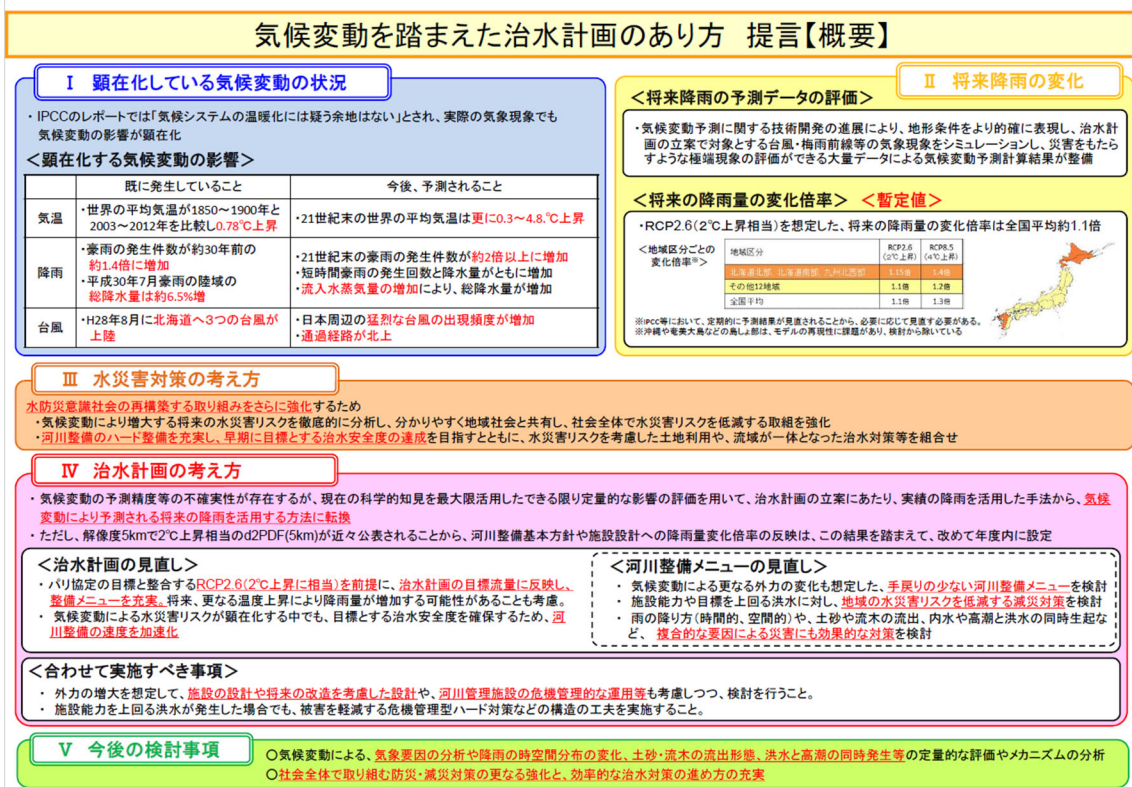 気候変動を踏まえた治水計画のあり方　提言【概要】
Ⅰ　顕在化している気候変動の状況
・IPCCのレポートでは「気候システムの温暖化には疑う余地はない」とされ、実際の気象現象でも
気候変動の影響が顕在化
＜顕在化する気候変動の影響＞
既に発生していること
今後、予測されること
気温
・世界の平均気温が1850～1900年と
2003～2012年を比較し0.78℃上昇
・21世紀末の世界の平均気温は更に0.3～4.8.℃上昇
降雨
・豪雨の発生件数が約30年前の
約1.4倍に増加
・平成30年7月豪雨の陸域の
総降水量は約6.5%増
・21世紀末の豪雨の発生件数が約2倍以上に増加
・短時間豪雨の発生回数と降水量がともに増加
・流入水蒸気量の増加により、総降水量が増加
台風
・H28年8月に北海道へ3つの台風が
上陸
・日本周辺の猛烈な台風の出現頻度が増加
・通過経路が北上
Ⅱ　将来降雨の変化
＜将来降雨の予測データの評価＞
・気候変動予測に関する技術開発の進展により、地形条件をより的確に表現し、治水計
画の立案で対象とする台風・梅雨前線等の気象現象をシミュレーションし、災害をもたら
すような極端現象の評価ができる大量データによる気候変動予測計算結果が整備
＜将来の降雨量の変化倍率＞　＜暫定値＞
・RCP2.6(2℃上昇相当)を想定した、将来の降雨量の変化倍率は全国平均約1.1倍
＜地域区分ごとの
変化倍率※＞
地域区分
RCP2.6
(2℃上昇)
RCP8.5
(4℃上昇)
北海道北部、北海道南部、九州北西部
1.15倍
1.4倍
その他12地域
1.1倍
1.2倍
全国平均
1.1倍
1.3倍
※IPCC等において、定期的に予測結果が見直されることから、必要に応じて見直す必要がある。
※沖縄や奄美大島などの島しょ部は、モデルの再現性に課題があり、検討から除いている
Ⅲ　水災害対策の考え方
水防災意識社会の再構築する取り組みをさらに強化するため
・気候変動により増大する将来の水災害リスクを徹底的に分析し、分かりやすく地域社会と共有し、社会全体で水災害リスクを低減する取組を強化
・河川整備のハード整備を充実し、早期に目標とする治水安全度の達成を目指すとともに、水災害リスクを考慮した土地利用や、流域が一体となった治水対策等を組合せ
Ⅳ　治水計画の考え方
・気候変動の予測精度等の不確実性が存在するが、現在の科学的知見を最大限活用したできる限り定量的な影響の評価を用いて、治水計画の立案にあたり、実績の降雨を活用した手法から、気候
変動により予測される将来の降雨を活用する方法に転換
・ただし、解像度5kmで2℃上昇相当のd2PDF(5km)が近々公表されることから、河川整備基本方針や施設設計への降雨量変化倍率の反映は、この結果を踏まえて、改めて年度内に設定
＜治水計画の見直し＞
・パリ協定の目標と整合するRCP2.6(2℃上昇に相当)を前提に、治水計画の目標流量に反映し、
整備メニューを充実。将来、更なる温度上昇により降雨量が増加する可能性があることも考慮。
・気候変動による水災害リスクが顕在化する中でも、目標とする治水安全度を確保するため、河
川整備の速度を加速化
＜河川整備メニューの見直し＞
・気候変動による更なる外力の変化も想定した、手戻りの少ない河川整備メニューを検討
・施設能力や目標を上回る洪水に対し、地域の水災害リスクを低減する減災対策を検討
・雨の降り方(時間的、空間的)や、土砂や流木の流出、内水や高潮と洪水の同時生起な
ど、複合的な要因による災害にも効果的な対策を検討
＜合わせて実施すべき事項＞
・外力の増大を想定して、施設の設計や将来の改造を考慮した設計や、河川管理施設の危機管理的な運用等も考慮しつつ、検討を行うこと。
・施設能力を上回る洪水が発生した場合でも、被害を軽減する危機管理型ハード対策などの構造の工夫を実施すること。
Ⅴ　今後の検討事項
○気候変動による、気象要因の分析や降雨の時空間分布の変化、土砂・流木の流出形態、洪水と高潮の同時発生等の定量的な評価やメカニズムの分析
○社会全体で取り組む防災・減災対策の更なる強化と、効率的な治水対策の進め方の充実